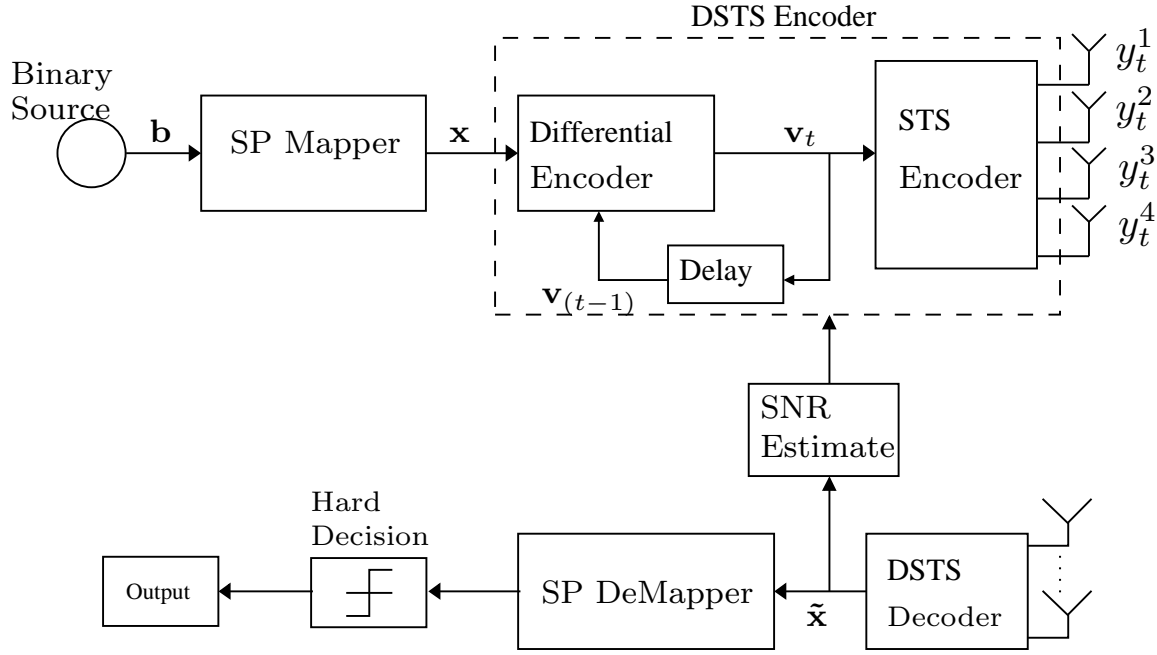 DSTS Encoder
Binary
Source
b
SP Mapper
x
Differential
Encoder
v_t
STS
Encoder
y_t^1
y_t^2
y_t^3
y_t^4
Delay
v_{(t−1)}
SNR
Estimate
Hard
Decision
Output
SP DeMapper
x̃
DSTS
Decoder